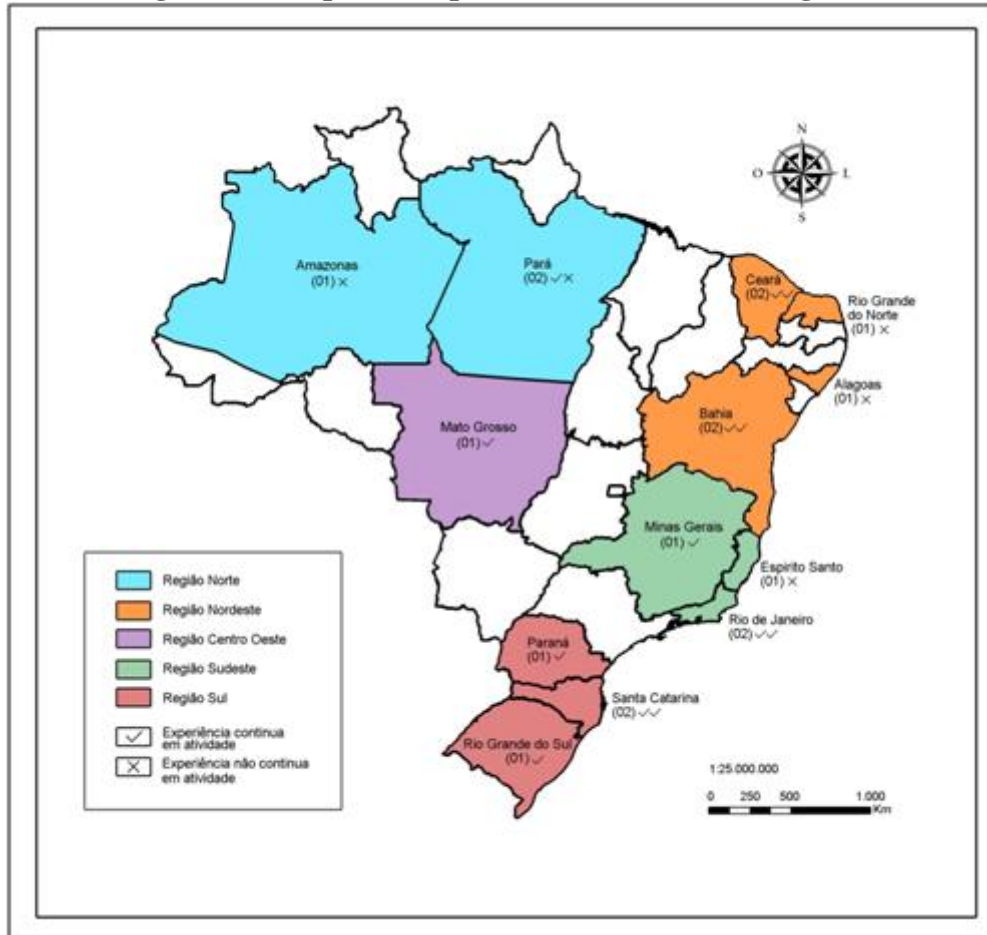 N
O
L
S
Amazonas
(01) ×
Pará
(02) ✓×
Ceará
(02) ✓✓
Rio Grande
do Norte
(01) ×
Alagoas
(01) ×
Mato Grosso
(01) ✓
Bahia
(02) ✓✓
Minas Gerais
(01) ✓
Espirito Santo
(01) ×
Rio de Janeiro
(02) ✓✓
Paraná
(01) ✓
Santa Catarina
(02) ✓✓
Rio Grande do Sul
(01) ✓
Região Norte
Região Nordeste
Região Centro Oeste
Região Sudeste
Região Sul
✓ Experiência continua
em atividade
× Experiência não continua
em atividade
1:25.000.000
0 250 500 1.000
Km